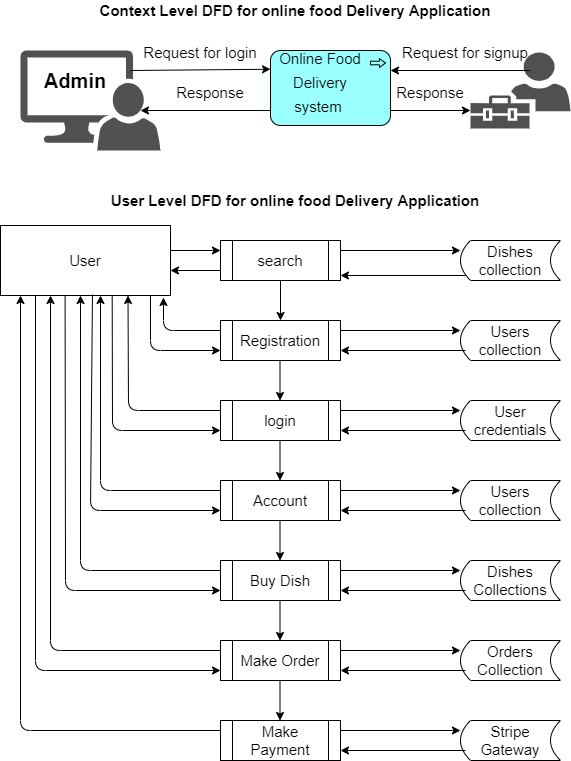 Context Level DFD for online food Delivery Application
Admin
Request for login
Response
Online Food
Delivery
system
Request for signup
Response
User Level DFD for online food Delivery Application
User
search
Dishes
collection
Registration
Users
collection
login
User
credentials
Account
Users
collection
Buy Dish
Dishes
Collections
Make Order
Orders
Collection
Make
Payment
Stripe
Gateway